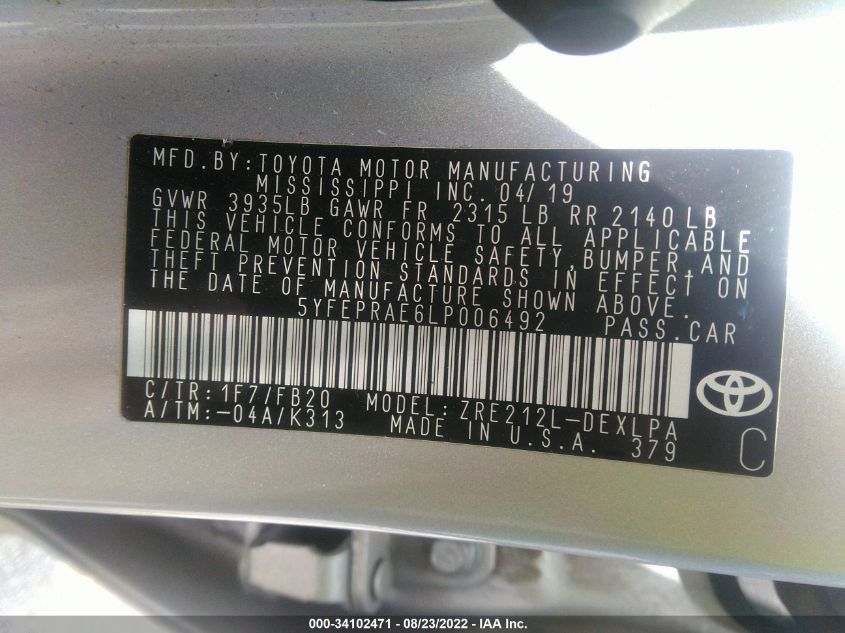 MFD.BY:TOYOTA MOTOR MANUFACTURING
MISSISSIPPI INC. 04/19
GVWR 3935LB GAWR FR 2315 LB RR 2140 LB
THIS VEHICLE CONFORMS TO ALL APPLICABLE
FEDERAL MOTOR VEHICLE SAFETY,BUMPER,AND
THEFT PREVENTION STANDARDS IN EFFECT ON
THE DATE OF MANUFACTURE SHOWN ABOVE.
5YFEPRAE6LP006492 PASS.CAR
C/TR: 1F7/FB20 MODEL: ZRE212L-DEXLPA
A/TM:-04A/K313 MADE IN U.S.A. 379
C
000-34102471 - 08/23/2022 - IAA Inc.